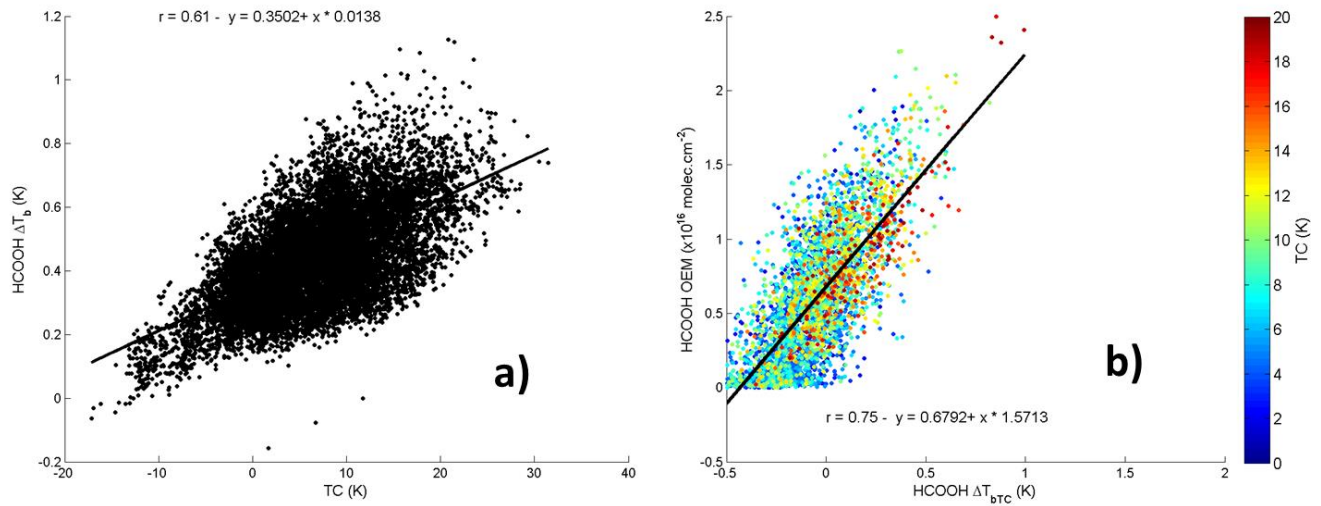 r = 0.61 - y = 0.3502+ x * 0.0138
1.2
1
0.8
0.6
0.4
0.2
0
-0.2
HCOOH ΔT_b (K)
-20 -10 0 10 20 30 40
TC (K)
a)
2.5
2
1.5
1
0.5
0
-0.5
HCOOH OEM (x10^16 molec.cm^-2)
r = 0.75 - y = 0.6792+ x * 1.5713
-0.5 0 0.5 1 1.5 2
HCOOH ΔT_bTC (K)
b)
20
18
16
14
12
10
8
6
4
2
0
TC (K)